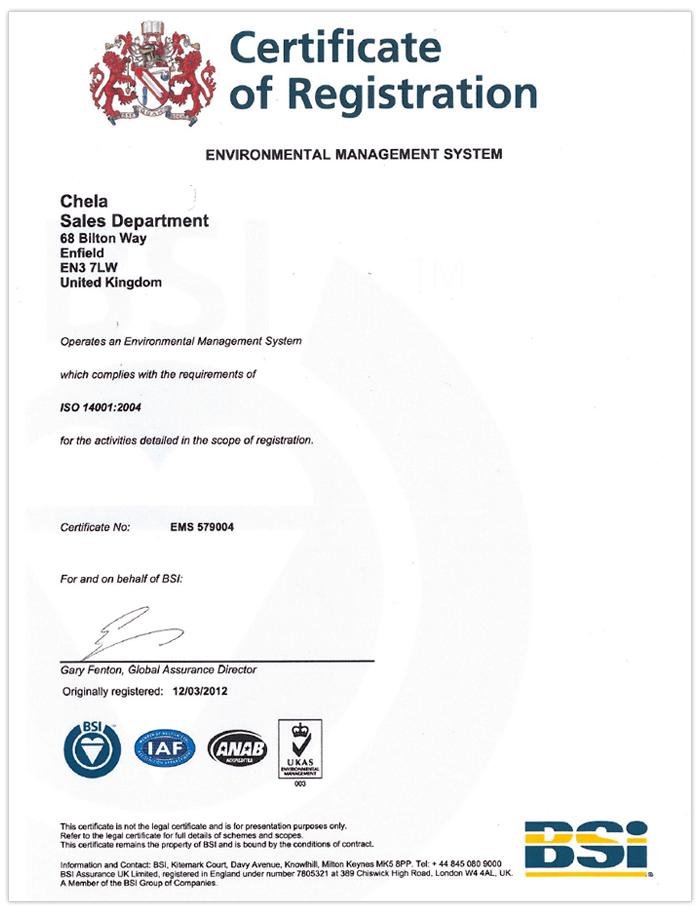 Certificate
of Registration
ENVIRONMENTAL MANAGEMENT SYSTEM
Chela
Sales Department
68 Bilton Way
Enfield
EN3 7LW
United Kingdom
BSI
TM
Operates an Environmental Management System
which complies with the requirements of
ISO 14001:2004
for the activities detailed in the scope of registration.
Certificate No: EMS 579004
For and on behalf of BSI:
Gary Fenton, Global Assurance Director
Originally registered: 12/03/2012
BSI
IAF
ANAB
ACCREDITED
UKAS
ENVIRONMENTAL
MANAGEMENT
003
This certificate is not the legal certificate and is for presentation purposes only.
Refer to the legal certificate for full details of schemes and scopes.
This certificate remains the property of BSI and is bound by the conditions of contract.
Information and Contact: BSI, Kitemark Court, Davy Avenue, Knowlhill, Milton Keynes MK5 8PP. Tel: + 44 845 080 9000
BSI Assurance UK Limited, registered in England under number 7805321 at 389 Chiswick High Road, London W4 4AL, UK.
A Member of the BSI Group of Companies.
BSi